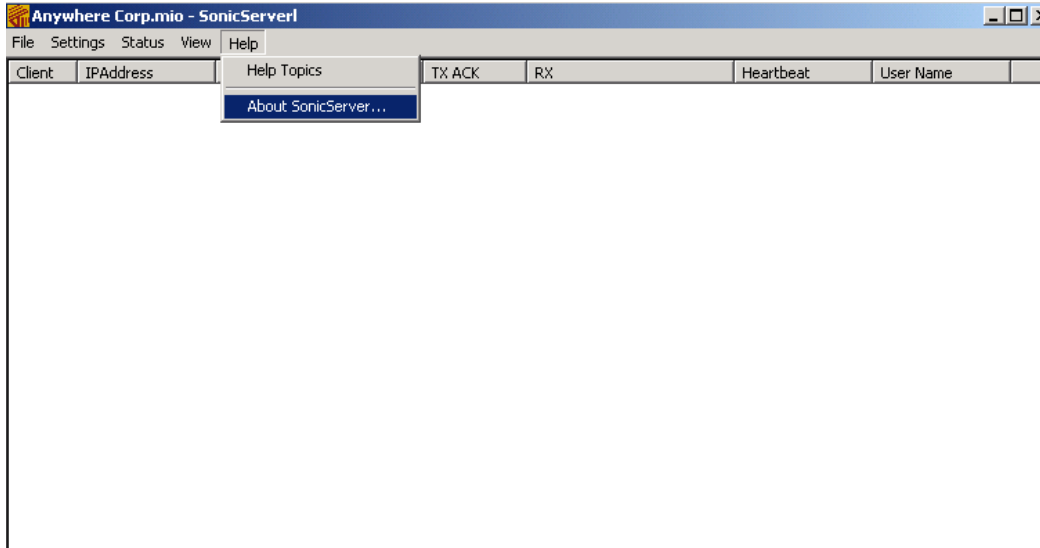 Anywhere Corp.mio - SonicServerl
File Settings Status View Help
Client IPAddress TX ACK RX Heartbeat User Name
Help Topics
About SonicServer...